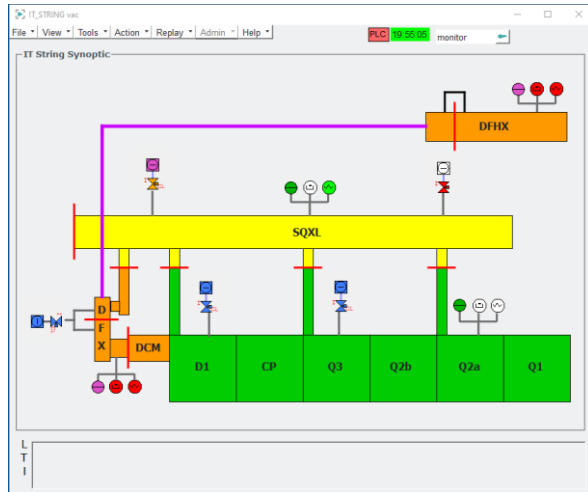 IT_STRING vac
File View Tools Action Replay Admin Help PLC 19:55:05 monitor
IT String Synoptic
DFHX
SQXL
D
F
X
DCM
D1 CP Q3 Q2b Q2a Q1
L
T
I